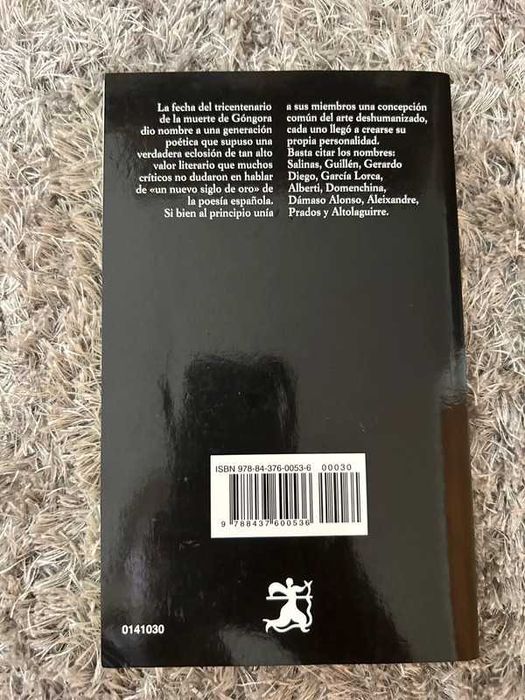 La fecha del tricentenario
de la muerte de Góngora
dio nombre a una generación
poética que supuso una
verdadera eclosión de tan alto
valor literario que muchos
críticos no dudaron en hablar
de «un nuevo siglo de oro» de
la poesía española.
Si bien al principio unía
a sus miembros una concepción
común del arte deshumanizado,
cada uno llegó a crearse su
propia personalidad.
Basta citar los nombres:
Salinas, Guillén, Gerardo
Diego, García Lorca,
Alberti, Domenchina,
Dámaso Alonso, Aleixandre,
Prados y Altolaguirre.
ISBN 978-84-376-0053-6
00030
9 788437 600536
0141030